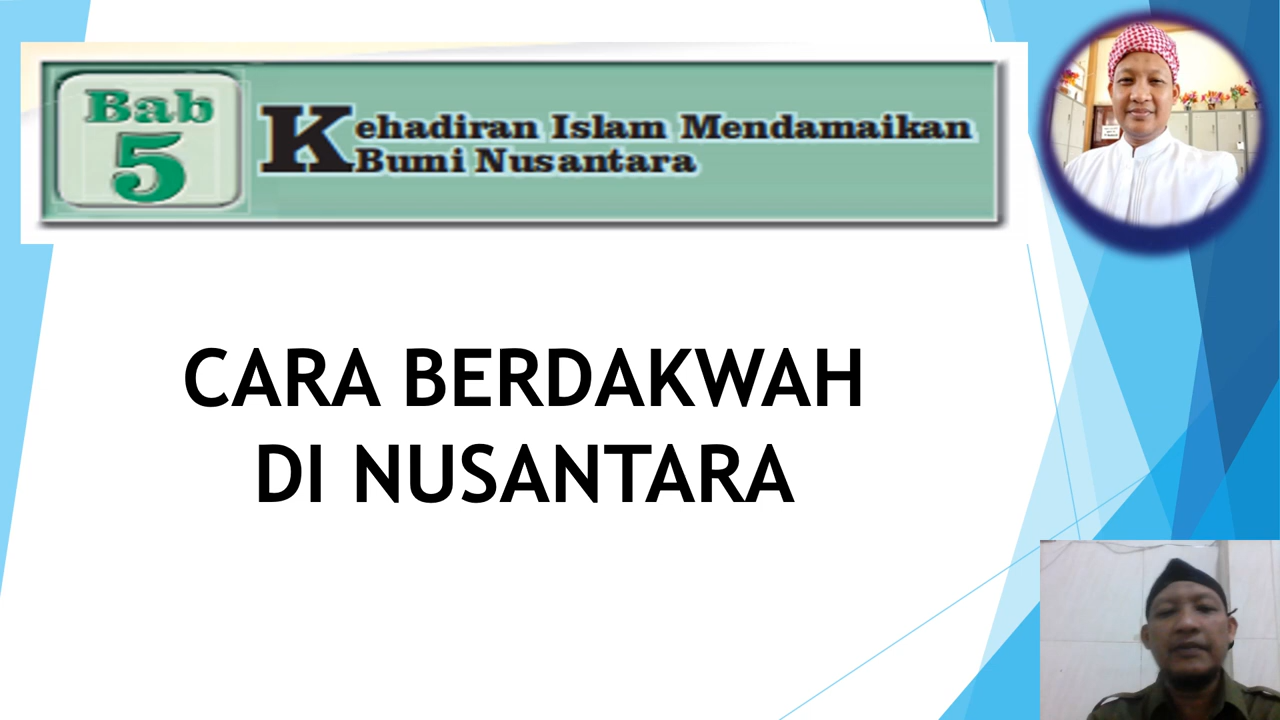 Bab
5
Kehadiran Islam Mendamaikan
Bumi Nusantara
CARA BERDAKWAH
DI NUSANTARA